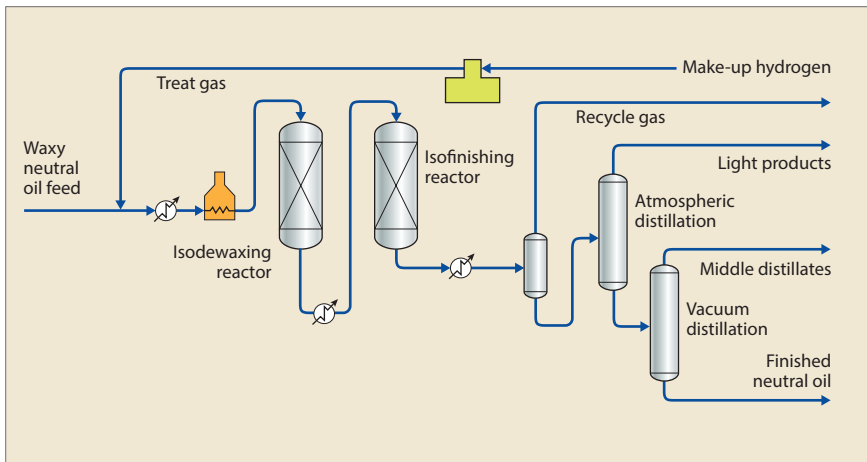 Make-up hydrogen
Treat gas
Recycle gas
Waxy
neutral
oil feed
Isofinishing
reactor
Light products
Atmospheric
distillation
Isodewaxing
reactor
Middle distillates
Vacuum
distillation
Finished
neutral oil